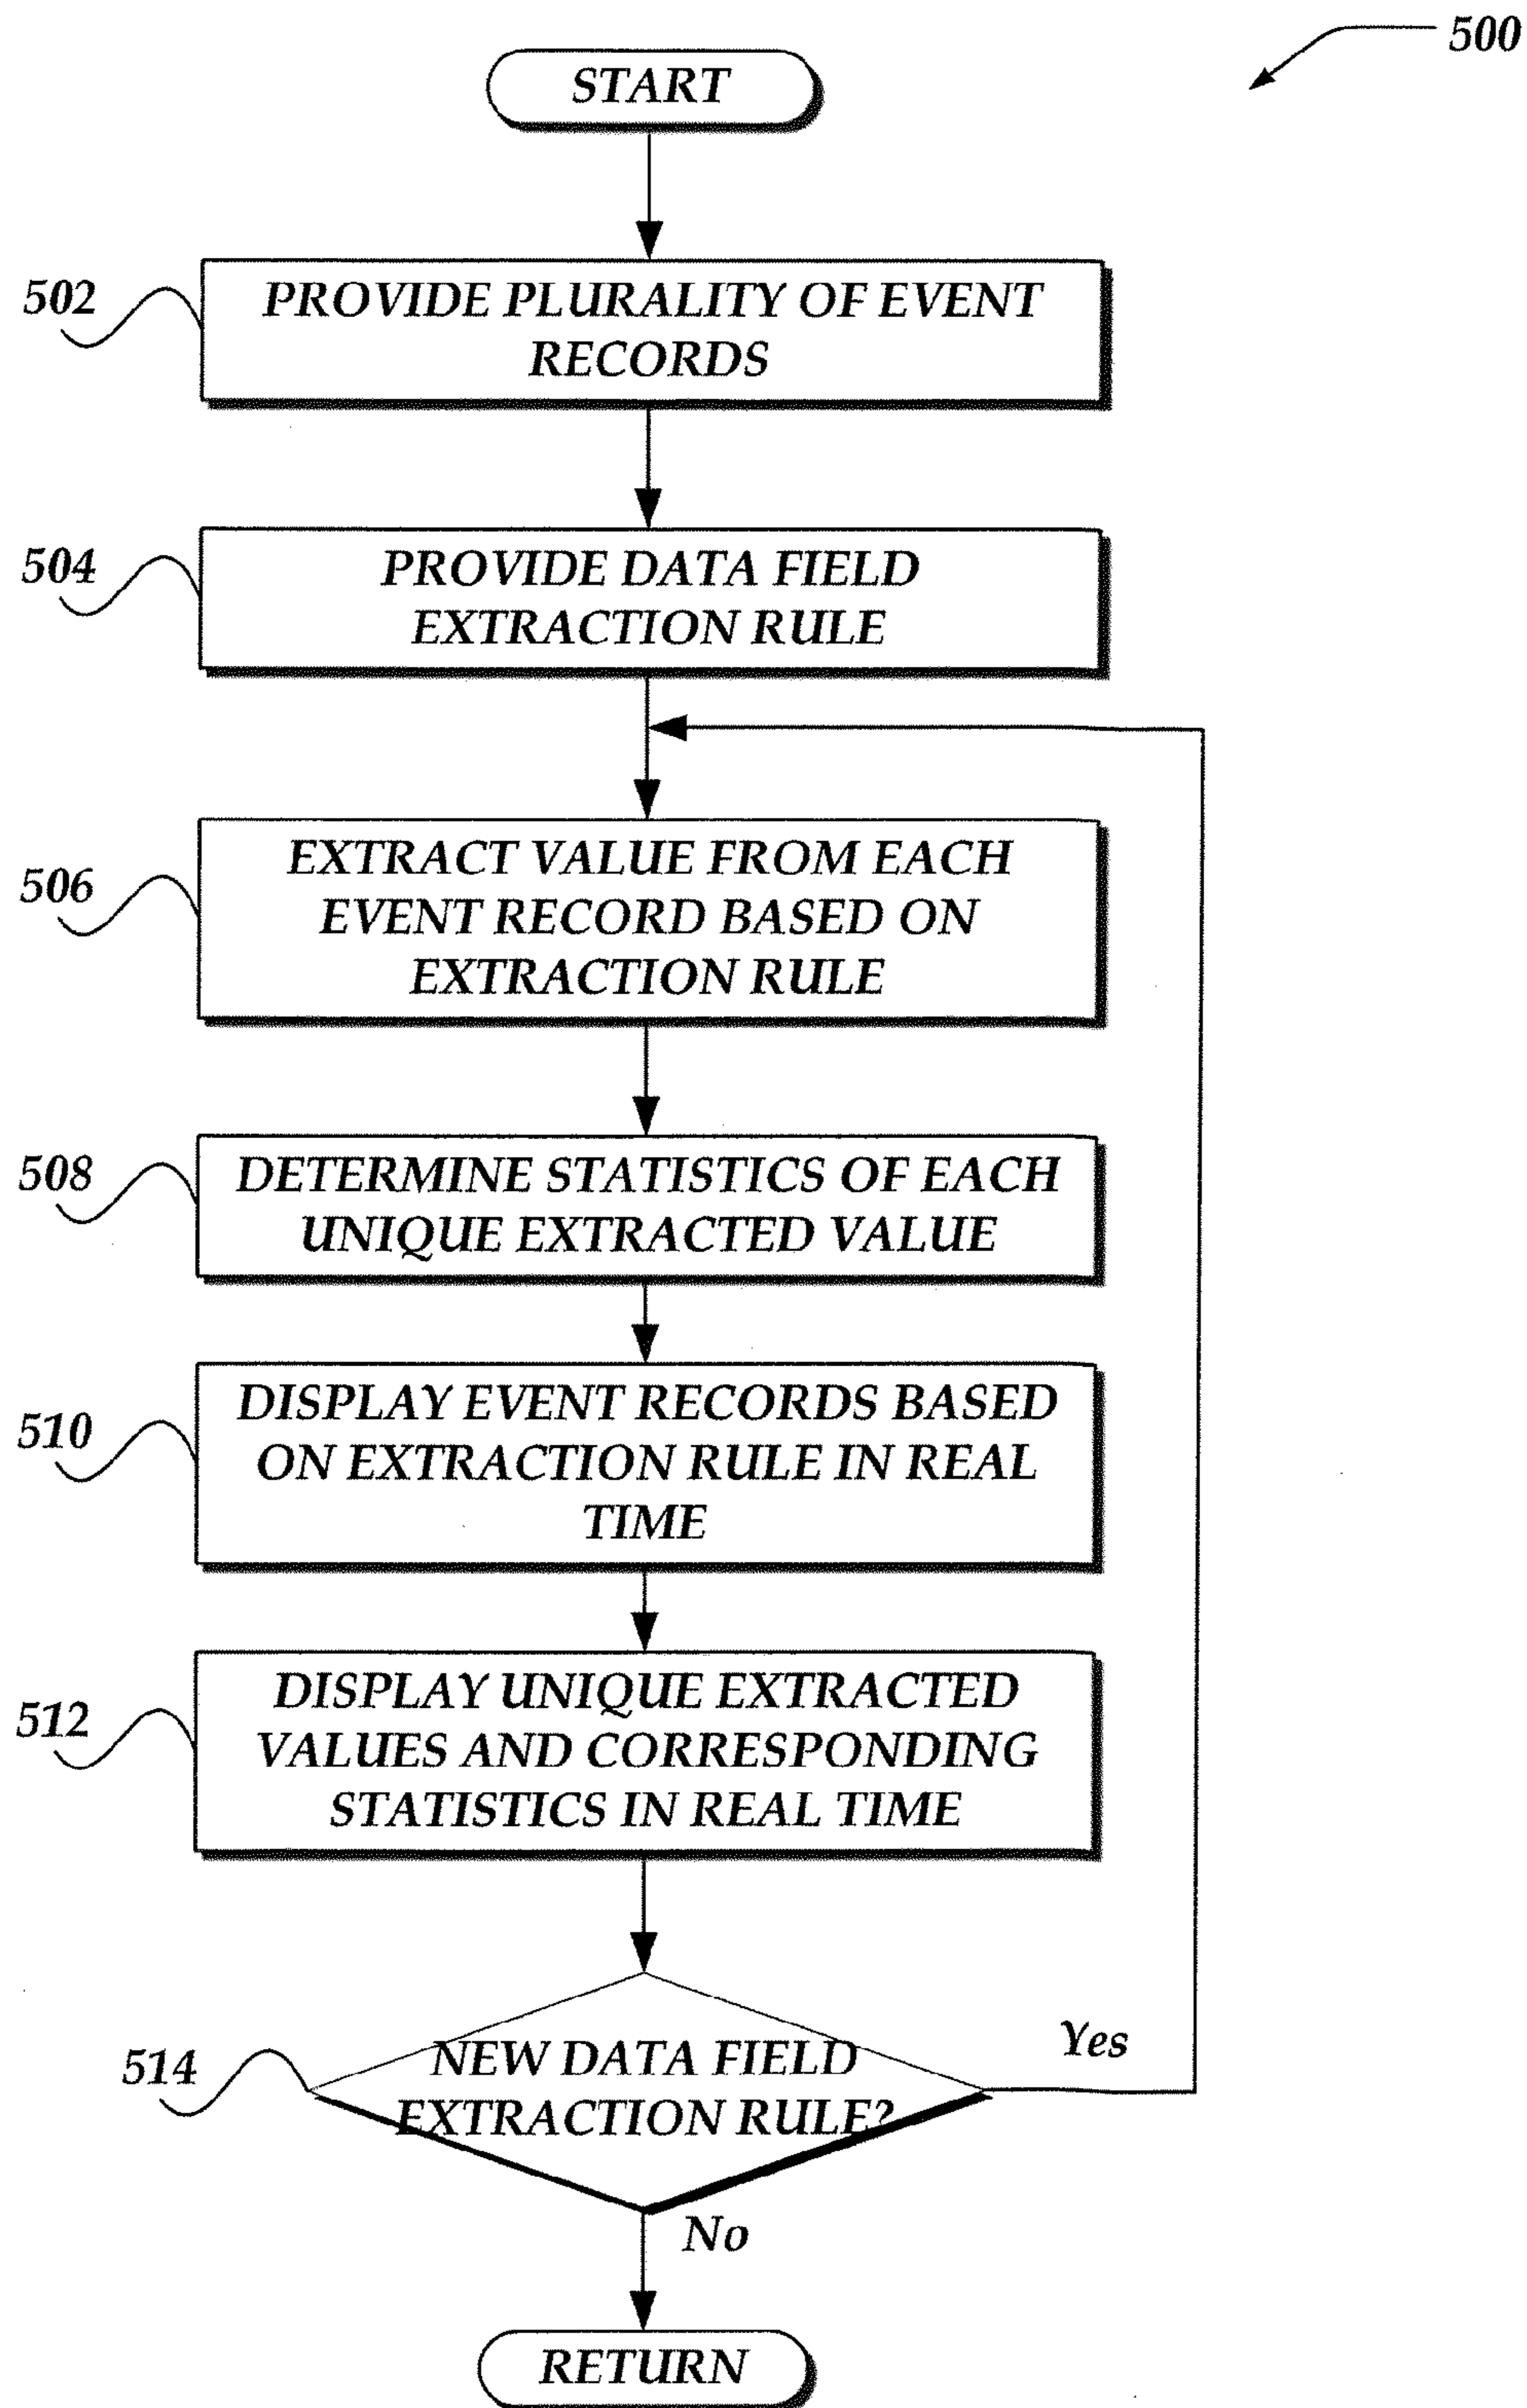 500
START
502
PROVIDE PLURALITY OF EVENT
RECORDS
504
PROVIDE DATA FIELD
EXTRACTION RULE
506
EXTRACT VALUE FROM EACH
EVENT RECORD BASED ON
EXTRACTION RULE
508
DETERMINE STATISTICS OF EACH
UNIQUE EXTRACTED VALUE
510
DISPLAY EVENT RECORDS BASED
ON EXTRACTION RULE IN REAL
TIME
512
DISPLAY UNIQUE EXTRACTED
VALUES AND CORRESPONDING
STATISTICS IN REAL TIME
514
NEW DATA FIELD
EXTRACTION RULE?
Yes
No
RETURN